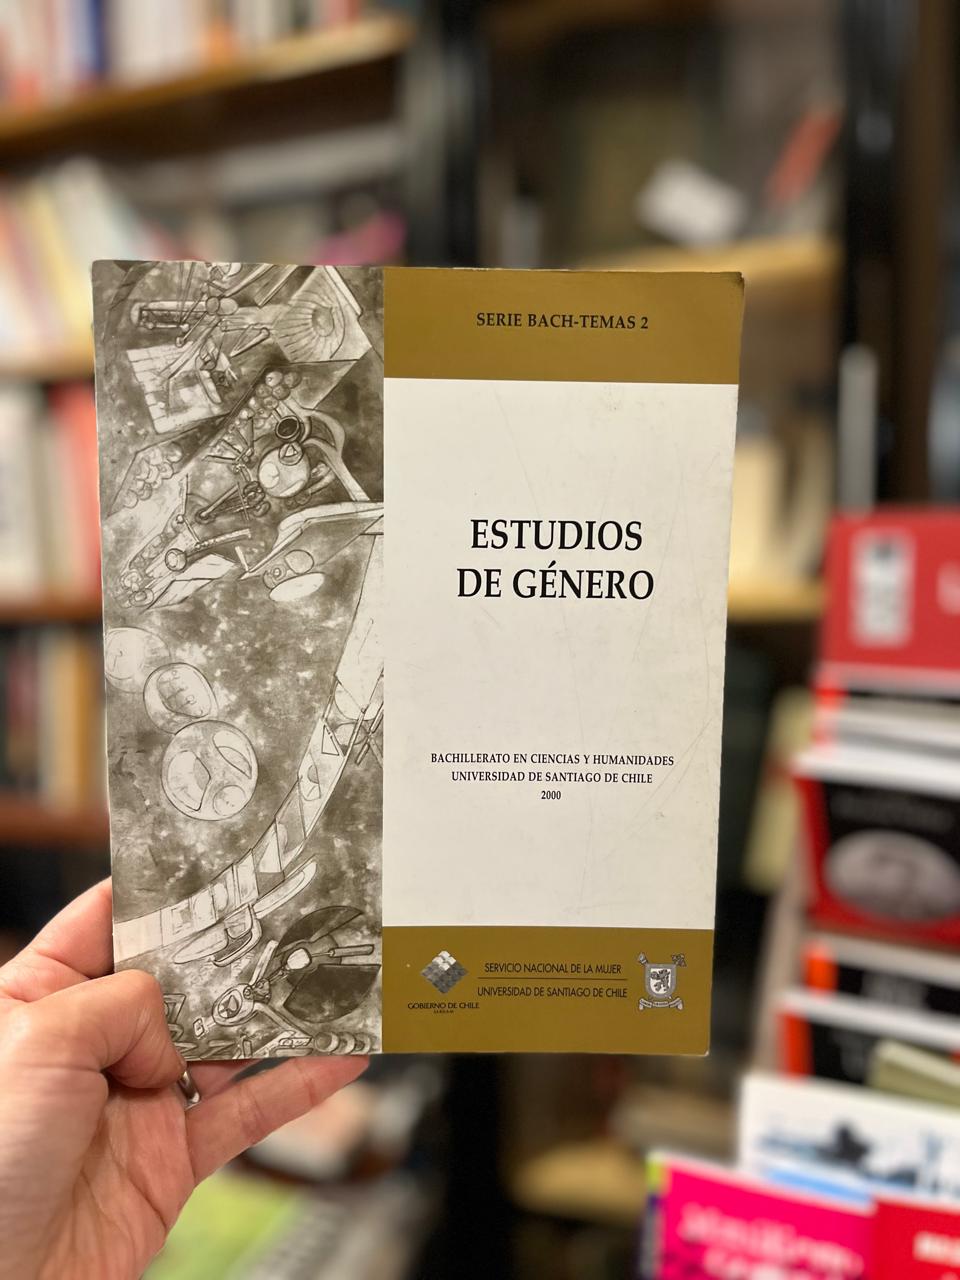 SERIE BACH-TEMAS 2
ESTUDIOS
DE GÉNERO
BACHILLERATO EN CIENCIAS Y HUMANIDADES
UNIVERSIDAD DE SANTIAGO DE CHILE
2000
GOBIERNO DE CHILE
SERNAM
SERVICIO NACIONAL DE LA MUJER
UNIVERSIDAD DE SANTIAGO DE CHILE